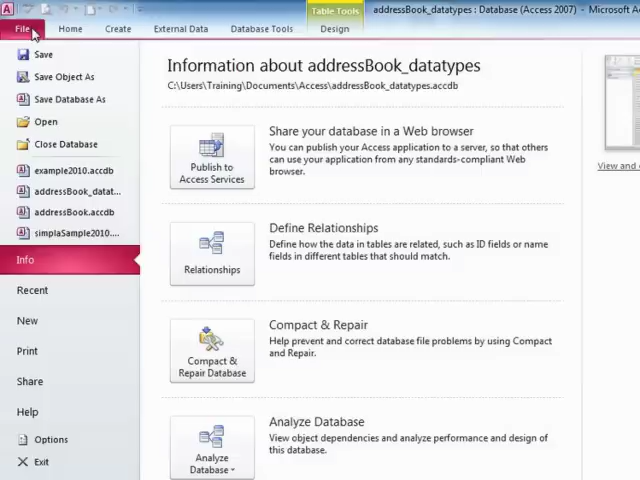 Table Tools
addressBook_datatypes : Database (Access 2007) - Microsoft A
File
Home
Create
External Data
Database Tools
Design
Save
Save Object As
Save Database As
Open
Close Database
example2010.accdb
addressBook_datat...
addressBook.accdb
simplaSample2010....
Info
Recent
New
Print
Share
Help
Options
Exit
Information about addressBook_datatypes
C:\Users\Training\Documents\Access\addressBook_datatypes.accdb
Publish to
Access Services
Share your database in a Web browser
You can publish your Access application to a server, so that others
can use your application from any standards-compliant Web
browser.
Relationships
Define Relationships
Define how the data in tables are related, such as ID fields or name
fields in different tables that should match.
Compact &
Repair Database
Compact & Repair
Help prevent and correct database file problems by using Compact
and Repair.
Analyze
Database
Analyze Database
View object dependencies and analyze performance and design of
this database.
View and